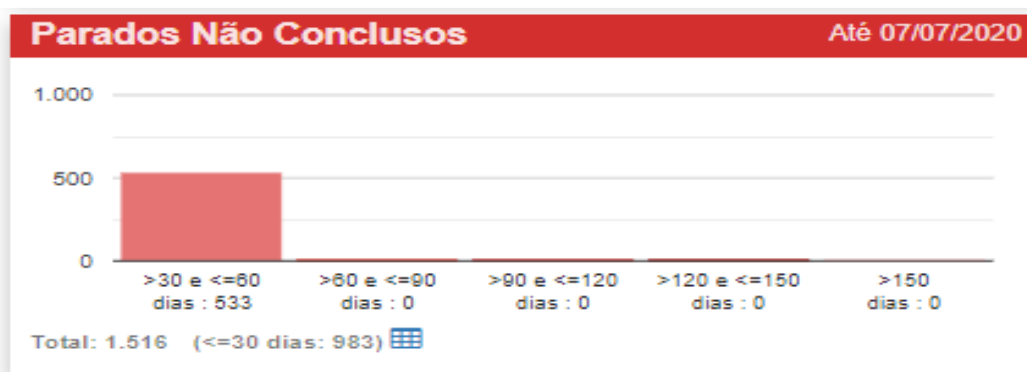 Parados Não Conclusos
Até 07/07/2020
1.000
500
0
>30 e <=60
dias : 533
>60 e <=90
dias : 0
>90 e <=120
dias : 0
>120 e <=150
dias : 0
>150
dias : 0
Total: 1.516 (<=30 dias: 983)